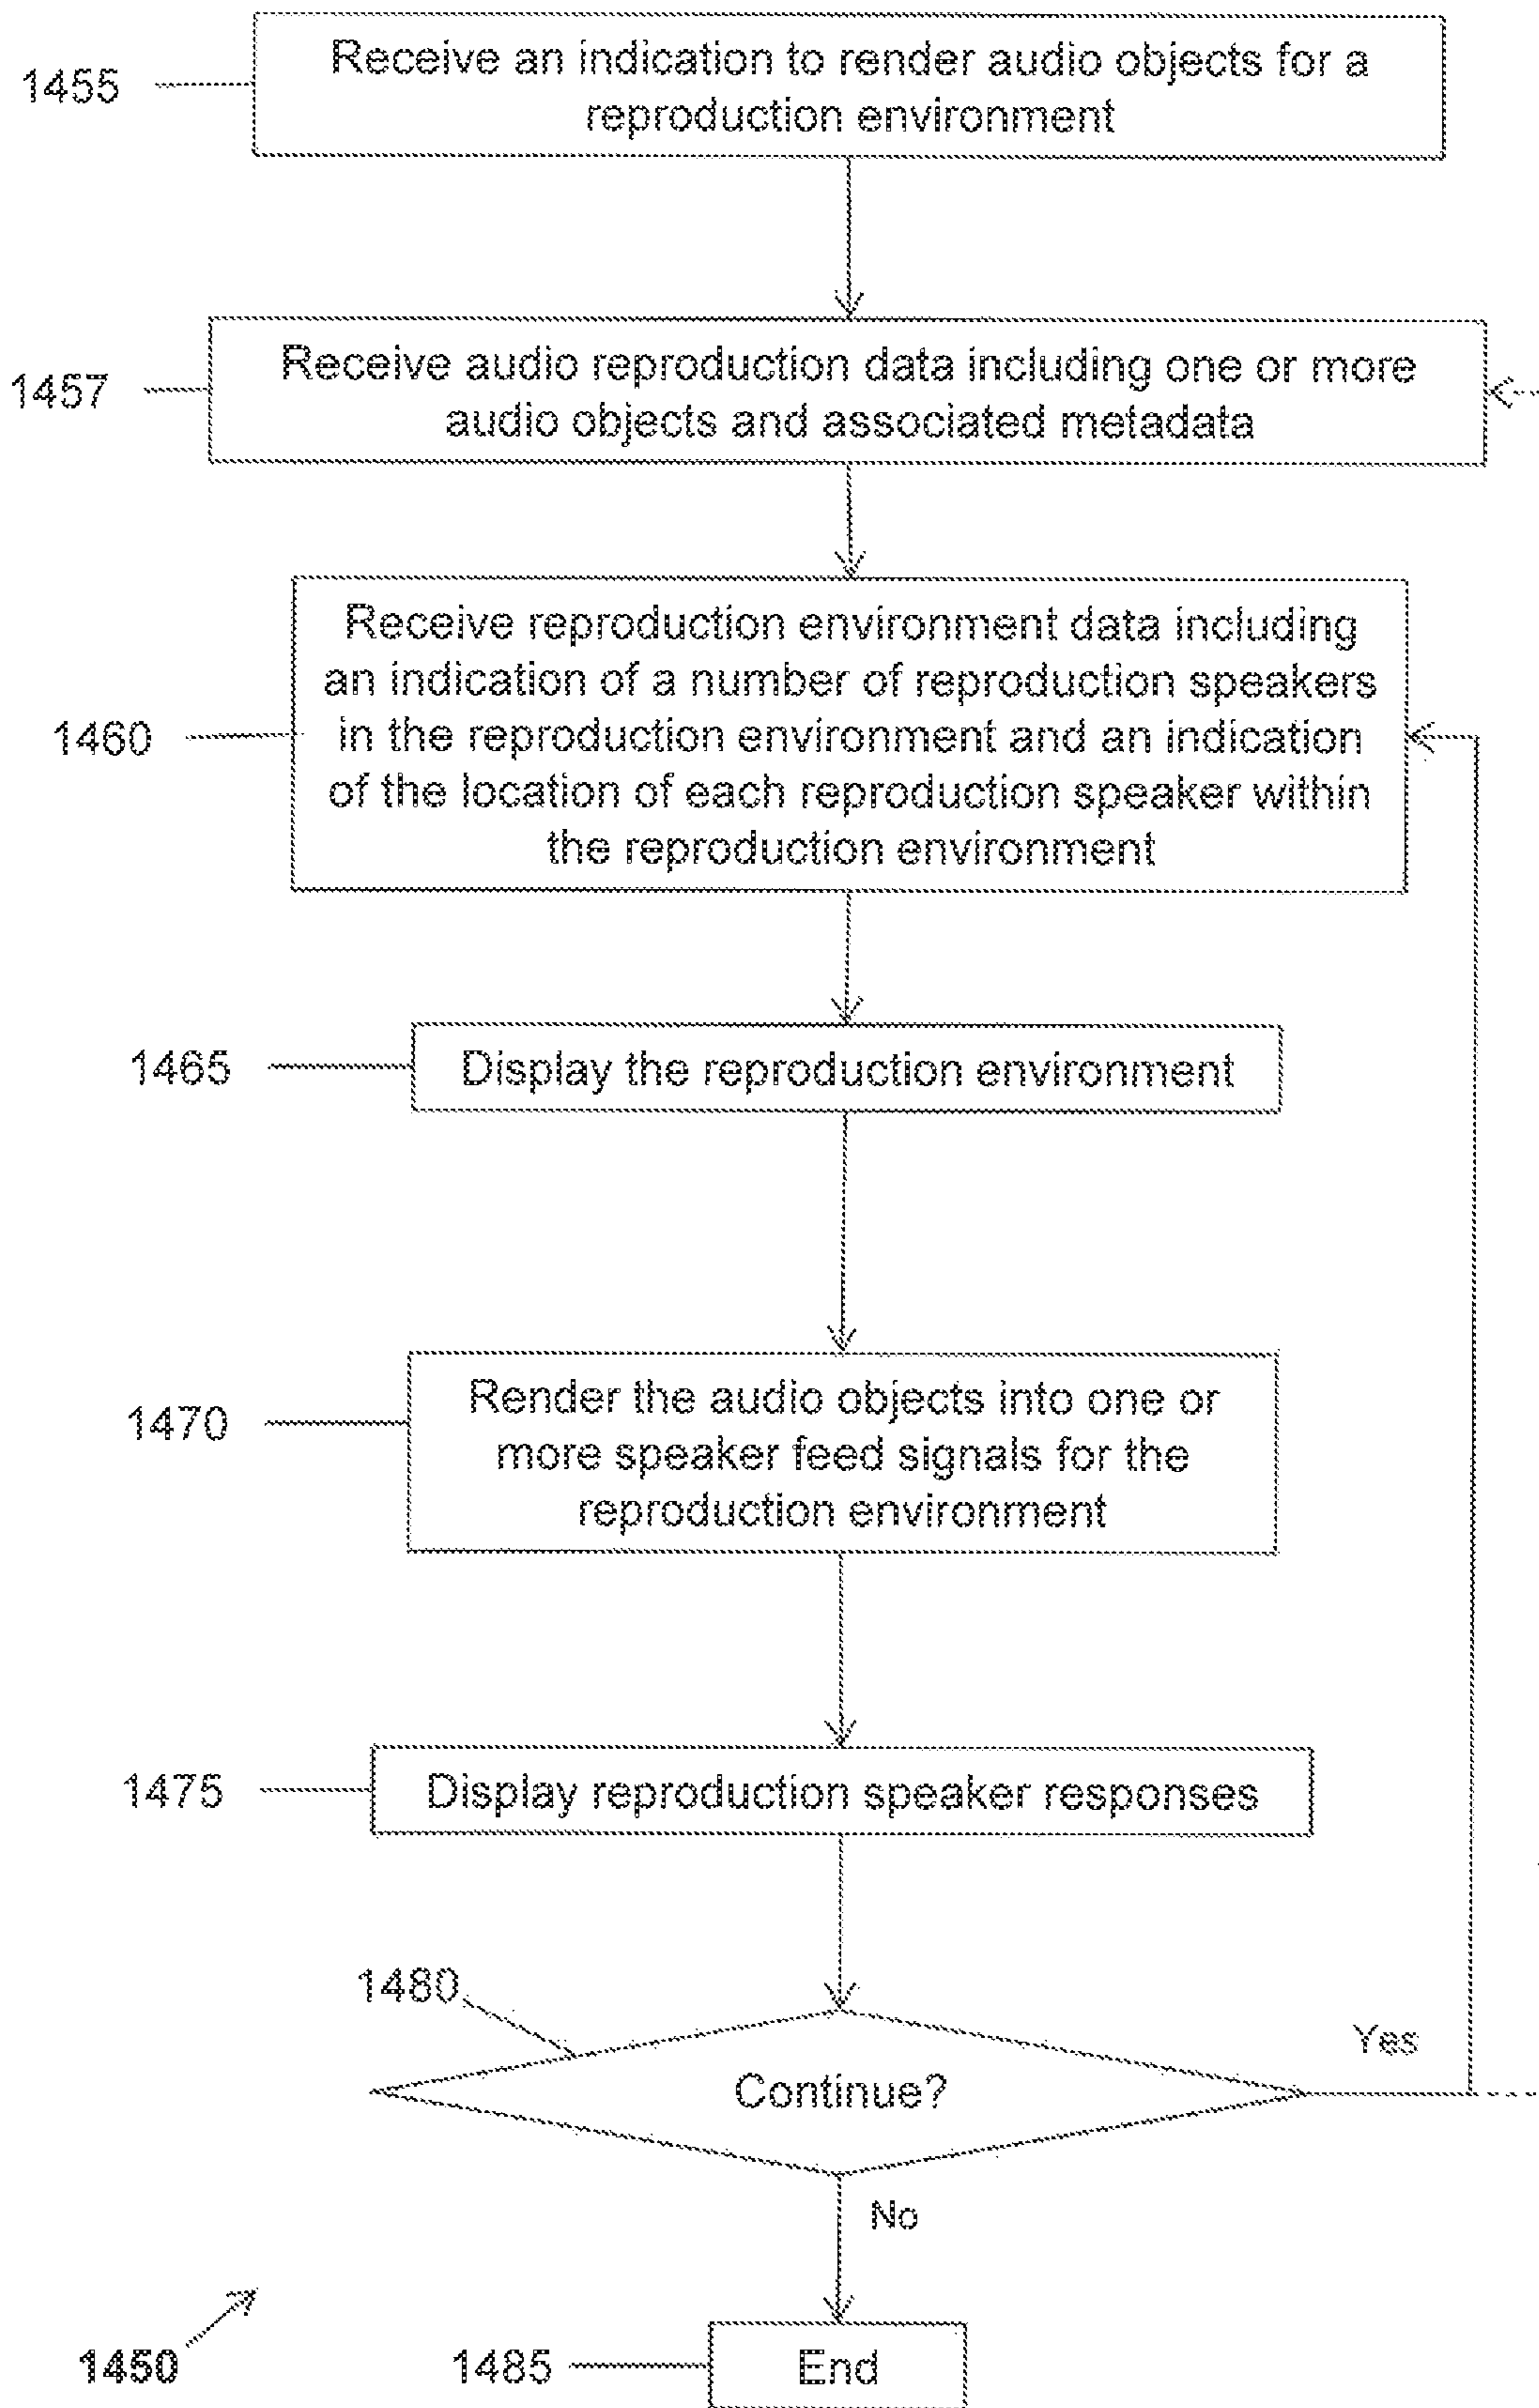 1455
Receive an indication to render audio objects for a
reproduction environment
1457
Receive audio reproduction data including one or more
audio objects and associated metadata
1460
Receive reproduction environment data including
an indication of a number of reproduction speakers
in the reproduction environment and an indication
of the location of each reproduction speaker within
the reproduction environment
1465
Display the reproduction environment
1470
Render the audio objects into one or
more speaker feed signals for the
reproduction environment
1475
Display reproduction speaker responses
1480
Continue?
Yes
No
1450
1485
End